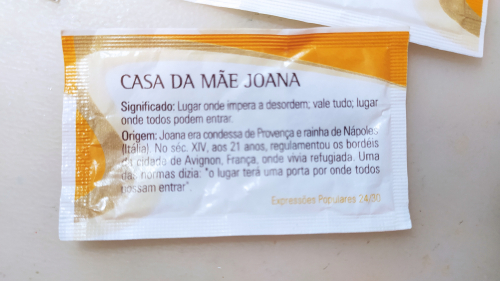 CASA DA MÃE JOANA
Significado: Lugar onde impera a desordem; vale tudo; lugar
onde todos podem entrar.
Origem: Joana era condessa de Provença e rainha de Nápoles
(Itália). No séc. XIV, aos 21 anos, regulamentou os bordéis
da cidade de Avignon, França, onde vivia refugiada. Uma
das normas dizia: "o lugar terá uma porta por onde todos
possam entrar"
Expressões Populares 24/30